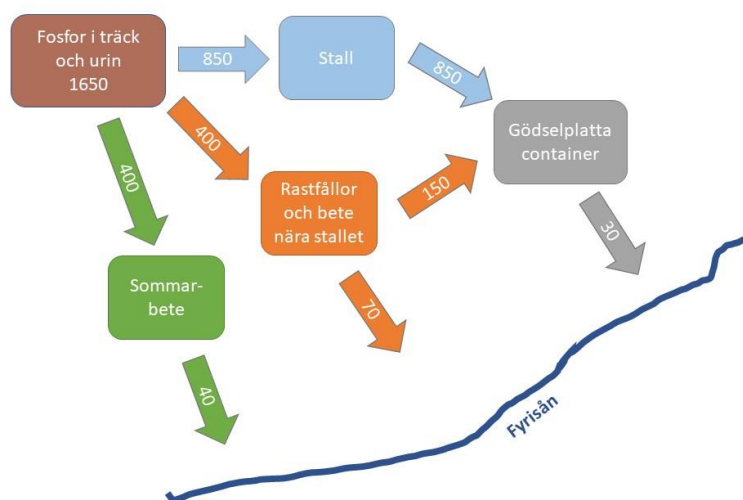 Fosfor i träck
och urin
1650
850
Stall
850
Gödselplatta
container
400
400
Rastfållor
och bete
nära stallet
150
30
Sommar-
bete
70
40
Fyrisån